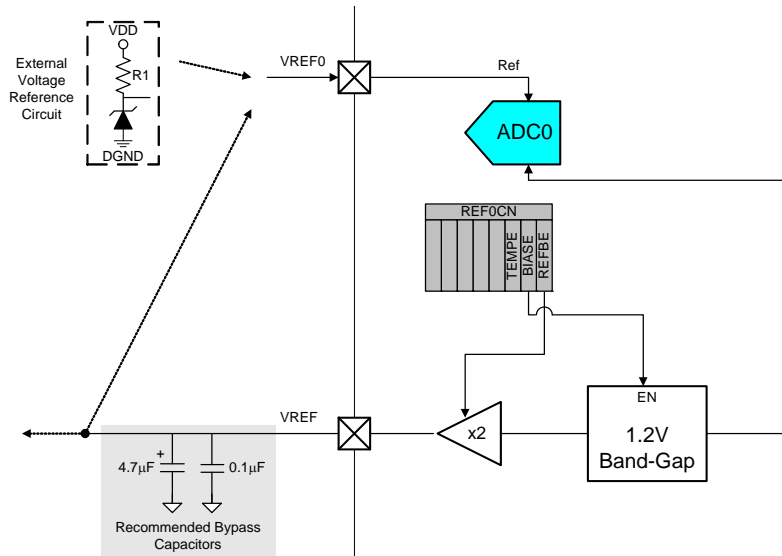 VDD
R1
DGND
External
Voltage
Reference
Circuit
VREF0
Ref
ADC0
REF0CN
TEMPE
BIASE
REFBE
EN
1.2V
Band-Gap
x2
VREF
+
4.7µF
0.1µF
Recommended Bypass
Capacitors